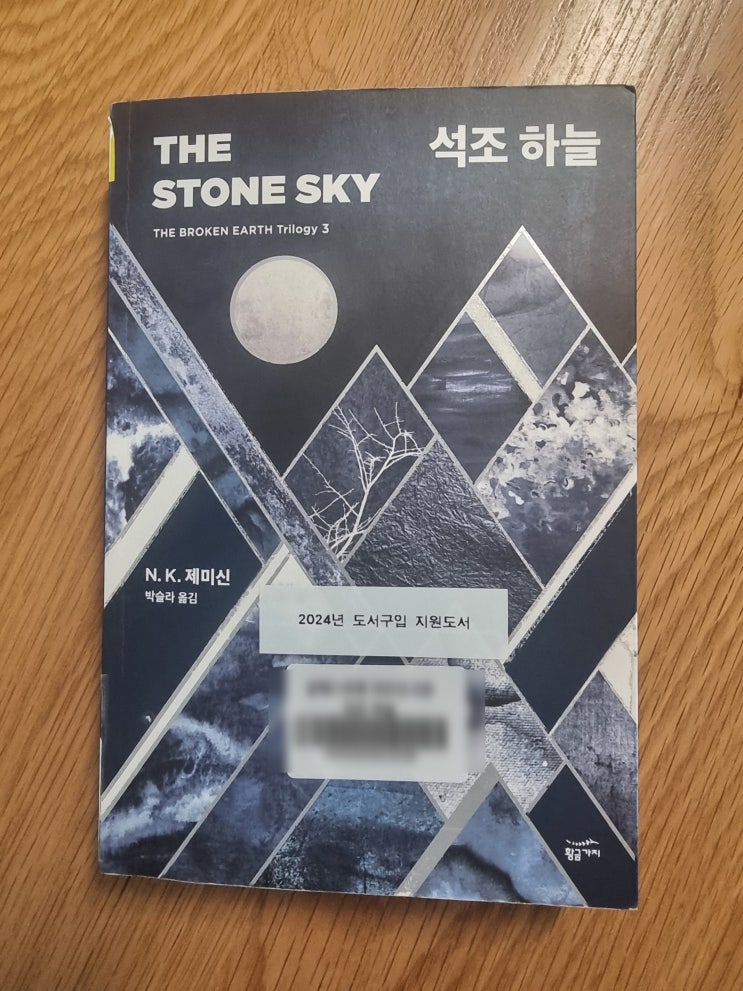 THE
STONE SKY
석조 하늘
THE BROKEN EARTH Trilogy 3
N. K. 제미신
박슬라 옮김
2024년 도서구입 지원도서
황금가지